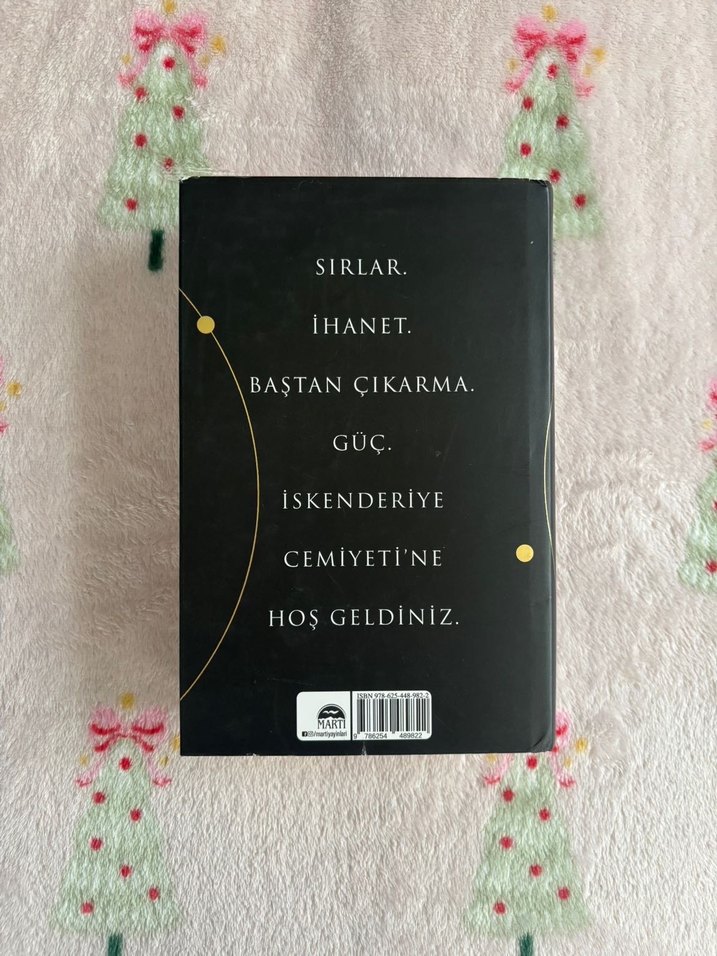 SIRLAR.
İHANET.
BAŞTAN ÇIKARMA.
GÜÇ.
İSKENDERİYE
CEMİYETİ'NE
HOŞ GELDİNİZ.
ISBN 978-625-448-982-2
MARTI
/martiyayinlari
9 786254 489822